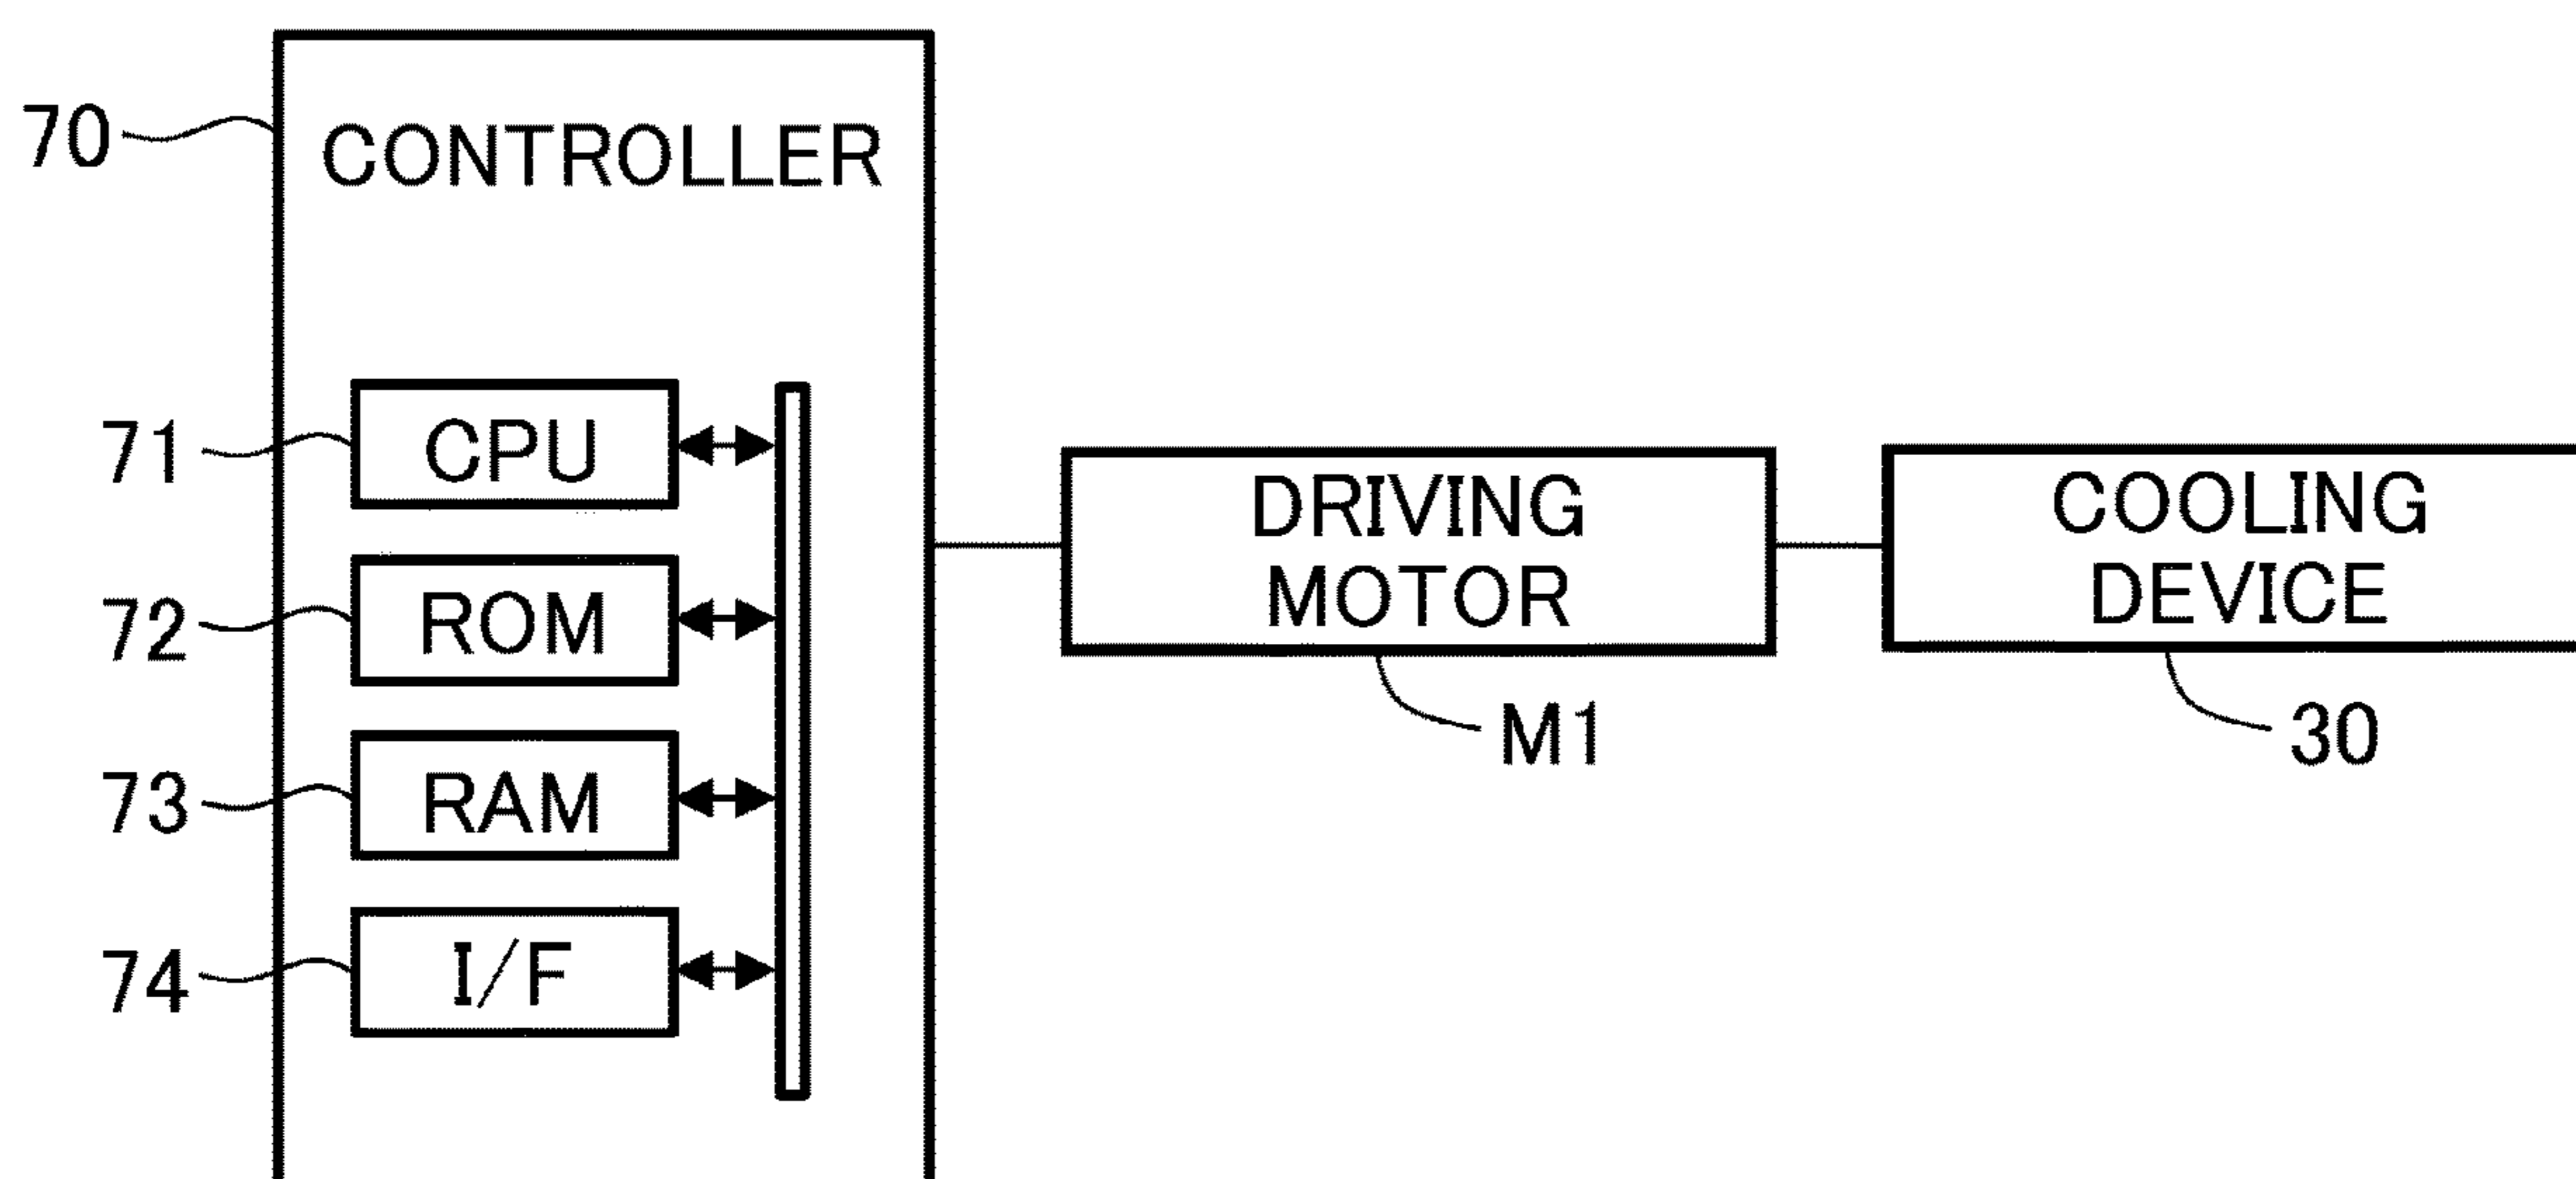 70
CONTROLLER
71
CPU
72
ROM
73
RAM
74
I/F
DRIVING
MOTOR
M1
COOLING
DEVICE
30